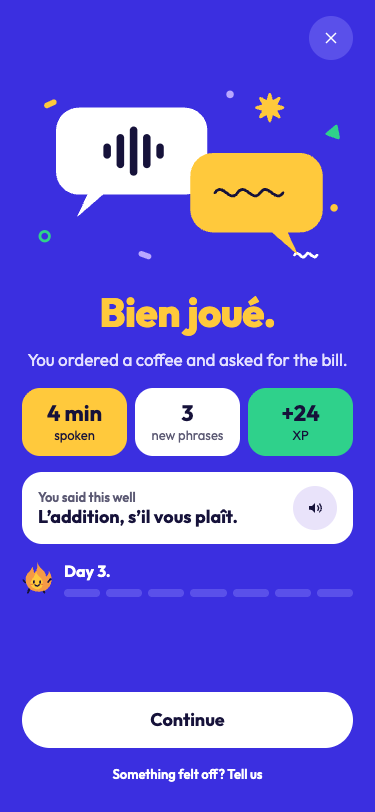 Bien joué.
You ordered a coffee and asked for the bill.
4 min
spoken
3
new phrases
+24
XP
You said this well
L’addition, s’il vous plaît.
Day 3.
Continue
Something felt off? Tell us